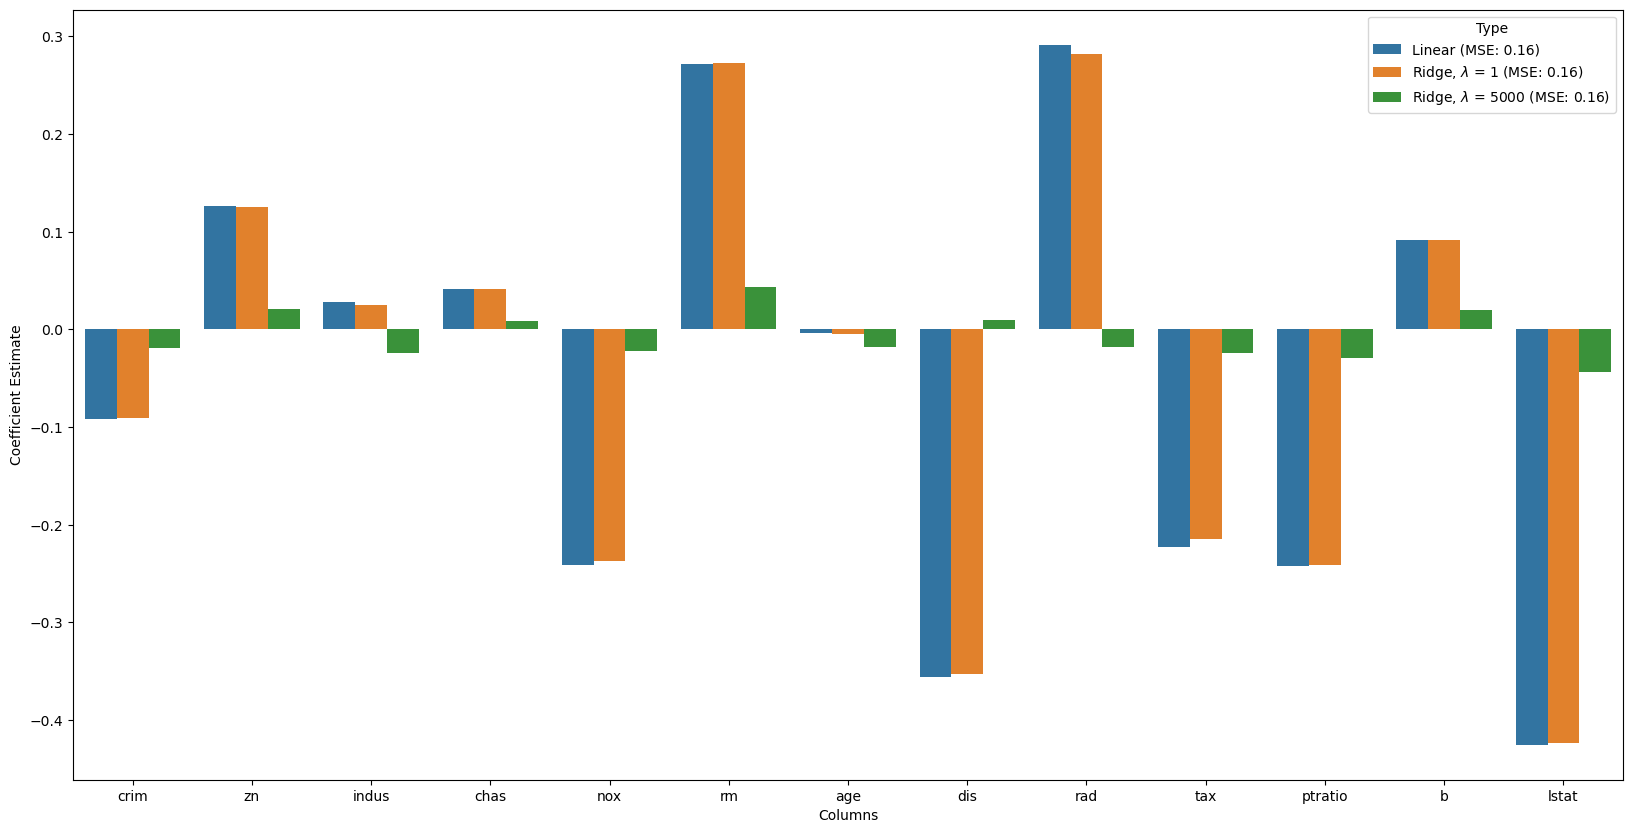 Type
Linear (MSE: 0.16)
Ridge, λ = 1 (MSE: 0.16)
Ridge, λ = 5000 (MSE: 0.16)
Coefficient Estimate
0.3
0.2
0.1
0.0
−0.1
−0.2
−0.3
−0.4
crim zn indus chas nox rm age dis rad tax ptratio b lstat
Columns